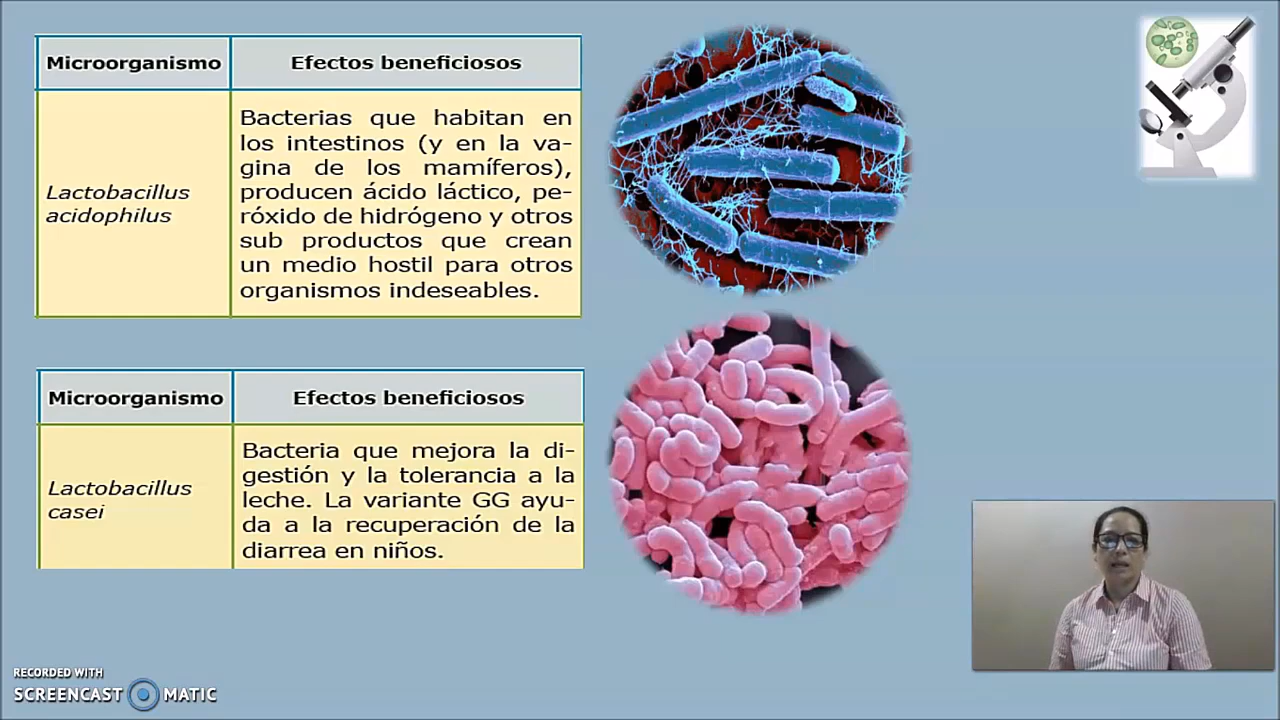 Microorganismo Efectos beneficiosos
Lactobacillus
acidophilus
Bacterias que habitan en
los intestinos (y en la va-
gina de los mamíferos),
producen ácido láctico, pe-
róxido de hidrógeno y otros
sub productos que crean
un medio hostil para otros
organismos indeseables.
Microorganismo Efectos beneficiosos
Lactobacillus
casei
Bacteria que mejora la di-
gestión y la tolerancia a la
leche. La variante GG ayu-
da a la recuperación de la
diarrea en niños.
RECORDED WITH
SCREENCAST MATIC